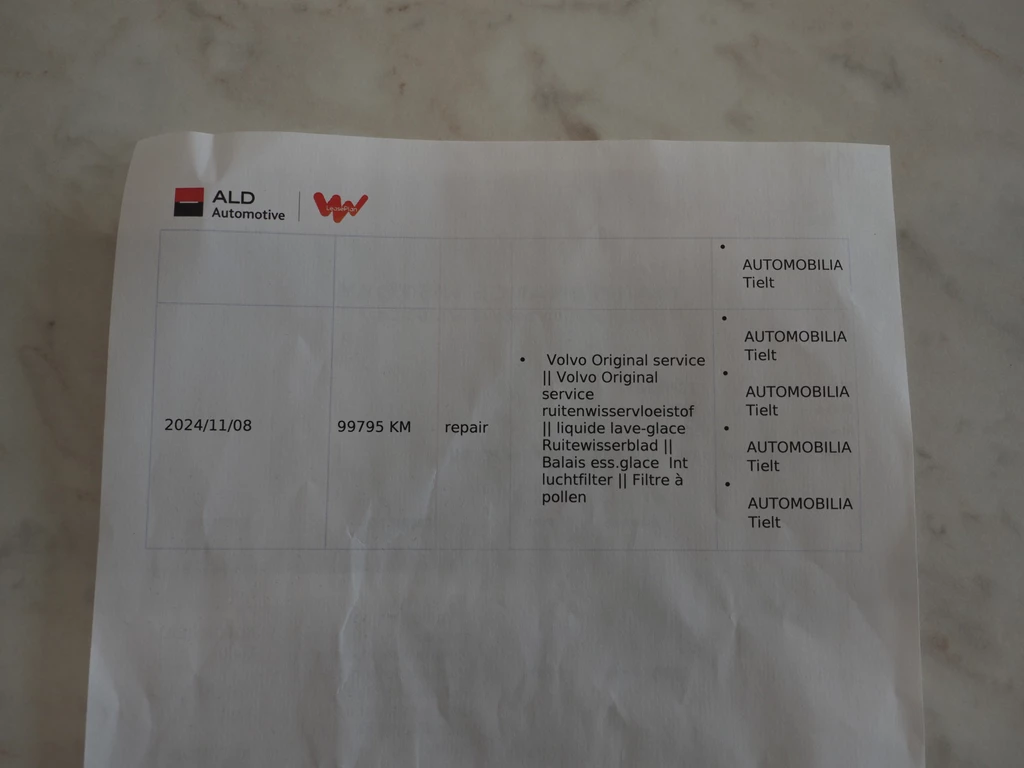 ALD
Automotive
LeasePlan
•
AUTOMOBILIA
Tielt
2024/11/08
99795 KM
repair
• Volvo Original service
|| Volvo Original
service
ruitenwisservloeistof
|| liquide lave-glace
Ruitewisserblad ||
Balais ess.glace Int
luchtfilter || Filtre à
pollen
•
AUTOMOBILIA
Tielt
•
AUTOMOBILIA
Tielt
•
AUTOMOBILIA
Tielt
•
AUTOMOBILIA
Tielt